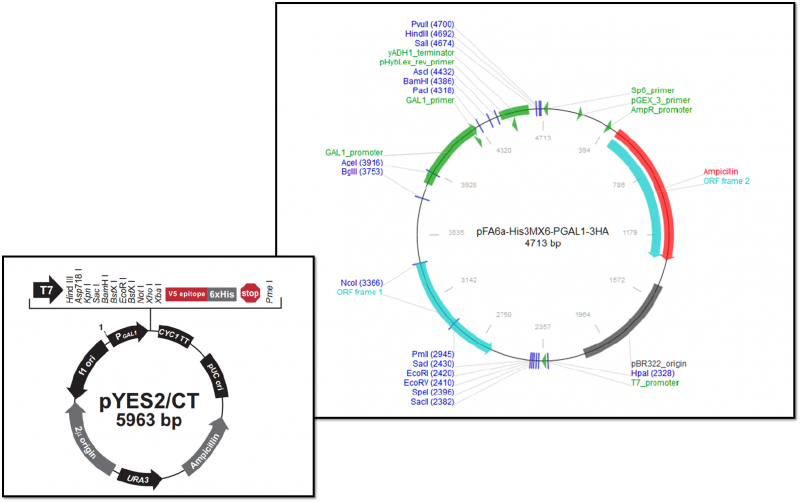 PvuII (4700)
HindIII (4692)
SalI (4674)
yADH1_terminator
pHybLex_rev_primer
AscI (4432)
BamHI (4386)
PacI (4318)
GAL1_primer
GAL1_promoter
AgeI (3916)
BglII (3753)
NcoI (3366)
ORF frame 1
PmlI (2945)
SacI (2430)
EcoRI (2420)
EcoRV (2410)
SpeI (2396)
SacII (2382)
Sp6_primer
pGEX_3_primer
AmpR_promoter
Ampicillin
ORF frame 2
pBR322_origin
HpaI (2328)
T7_promoter
4713
394
786
1179
1572
1964
2357
2750
3142
3535
3928
4320
pFA6a-His3MX6-PGAL1-3HA
4713 bp
T7
Hind III
Asp718 I
Kpn I
Sac I
BamH I
BstX I
EcoR I
BstX I
Not I
Xho I
Xba I
V5 epitope
6xHis
stop
Pme I
1
PGAL1
CYC1 TT
pUC ori
Ampicillin
URA3
2µ origin
f1 ori
pYES2/CT
5963 bp